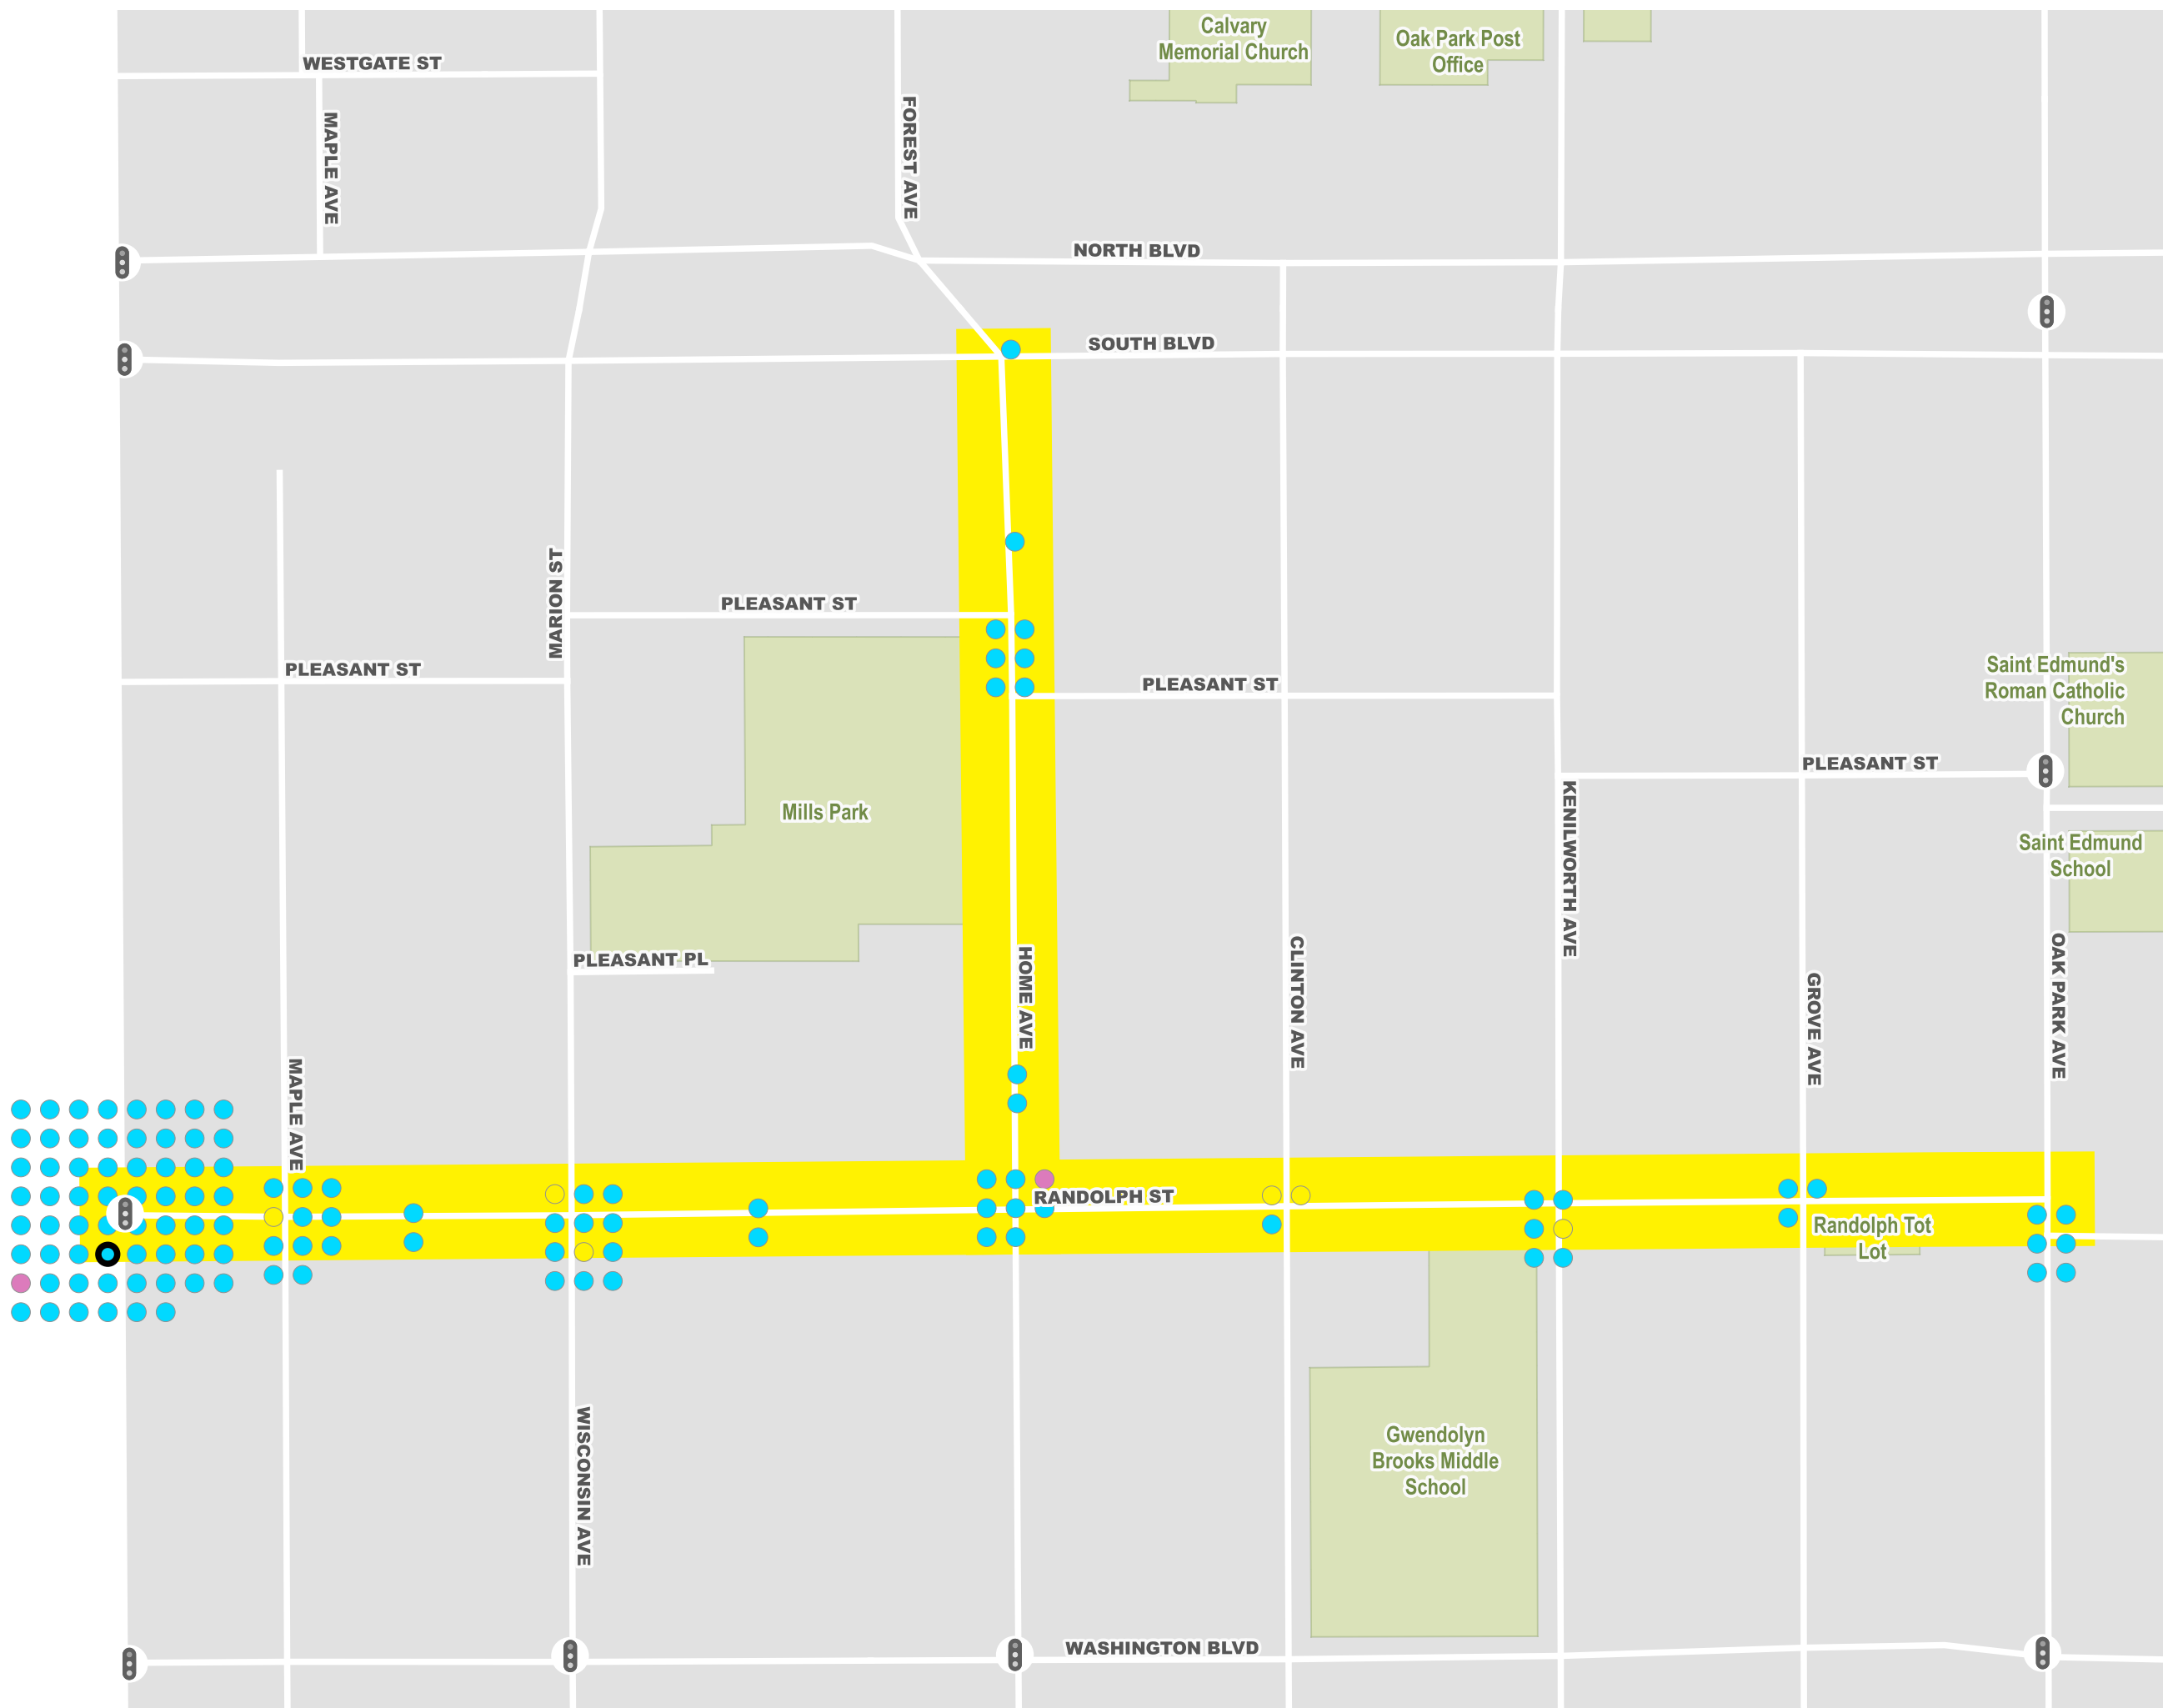 Calvary
Memorial Church
Oak Park Post
Office
WESTGATE ST
MAPLE AVE
FOREST AVE
NORTH BLVD
SOUTH BLVD
MARION ST
PLEASANT ST
PLEASANT ST
PLEASANT ST
PLEASANT ST
Saint Edmund's
Roman Catholic
Church
Mills Park
KENILWORTH AVE
Saint Edmund
School
PLEASANT PL
HOME AVE
CLINTON AVE
GROVE AVE
OAK PARK AVE
MAPLE AVE
RANDOLPH ST
Randolph Tot
Lot
WISCONSIN AVE
Gwendolyn
Brooks Middle
School
WASHINGTON BLVD